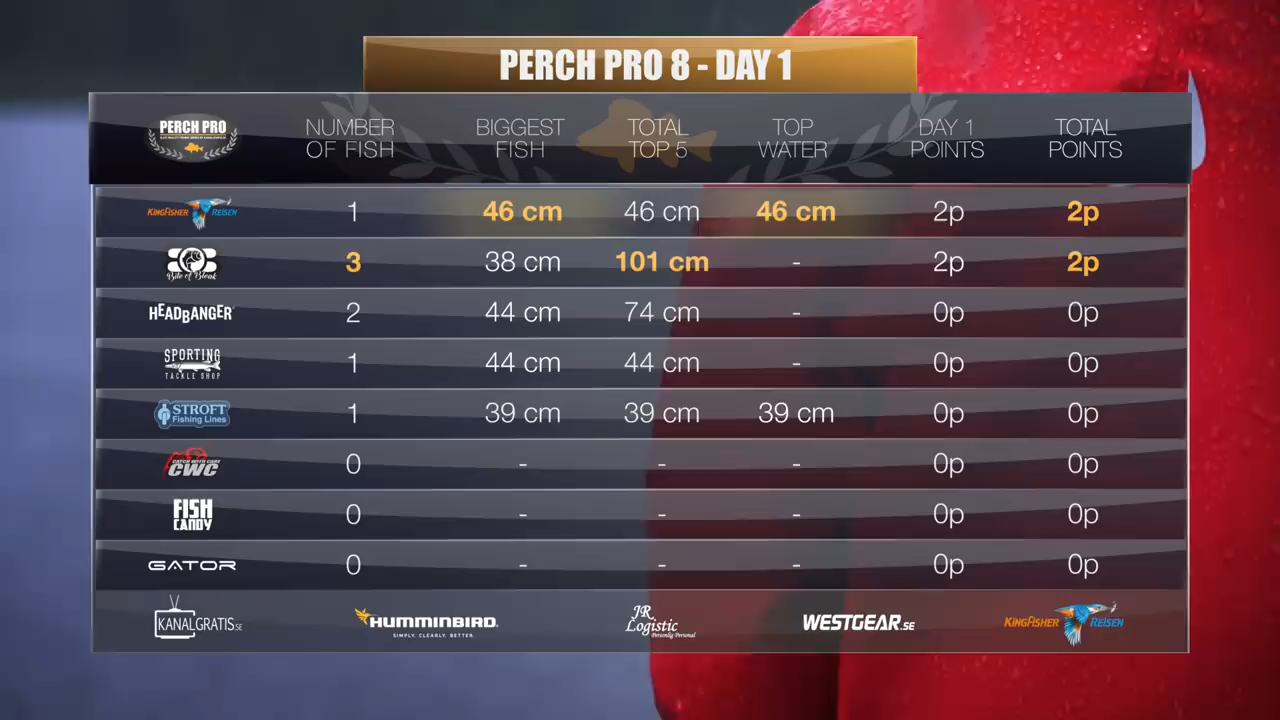 PERCH PRO 8 - DAY 1
PERCH PRO
NUMBER OF FISH
BIGGEST FISH
TOTAL TOP 5
TOP WATER
DAY 1 POINTS
TOTAL POINTS
KINGFISHER REISEN 1 46 cm 46 cm 46 cm 2p 2p
Bite of Bleak 3 38 cm 101 cm - 2p 2p
HEADBANGER 2 44 cm 74 cm - 0p 0p
SPORTING TACKLE SHOP 1 44 cm 44 cm - 0p 0p
STROFT Fishing Lines 1 39 cm 39 cm 39 cm 0p 0p
CATCH WITH CARE CWC 0 - - - 0p 0p
FISH CANDY 0 - - - 0p 0p
GATOR 0 - - - 0p 0p
KANALGRATIS.SE
HUMMINBIRD
SIMPLY. CLEARLY. BETTER.
JR Logistic
Personlig Personal
WESTGEAR.SE
KINGFISHER REISEN